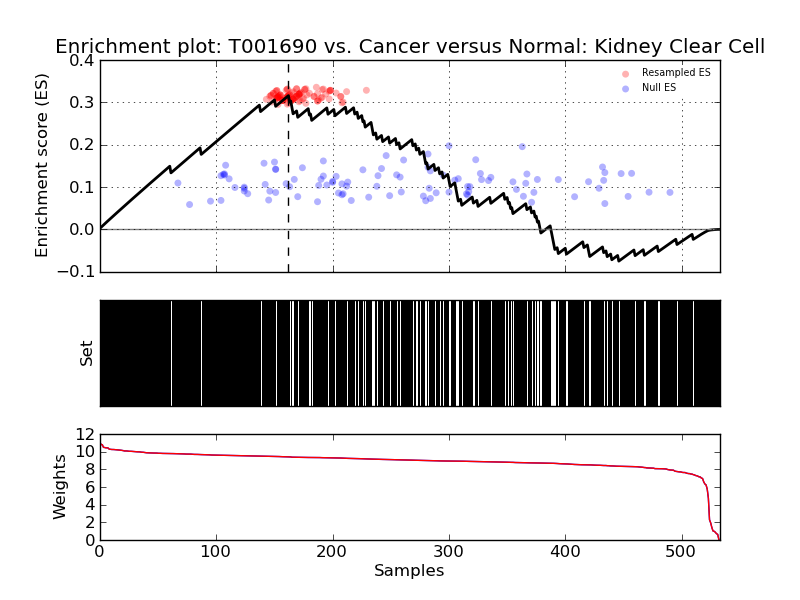 Enrichment plot: T001690 vs. Cancer versus Normal: Kidney Clear Cell
Enrichment score (ES)
0.4
0.3
0.2
0.1
0.0
−0.1
Resampled ES
Null ES
Set
Weights
12
10
8
6
4
2
0
0 100 200 300 400 500
Samples